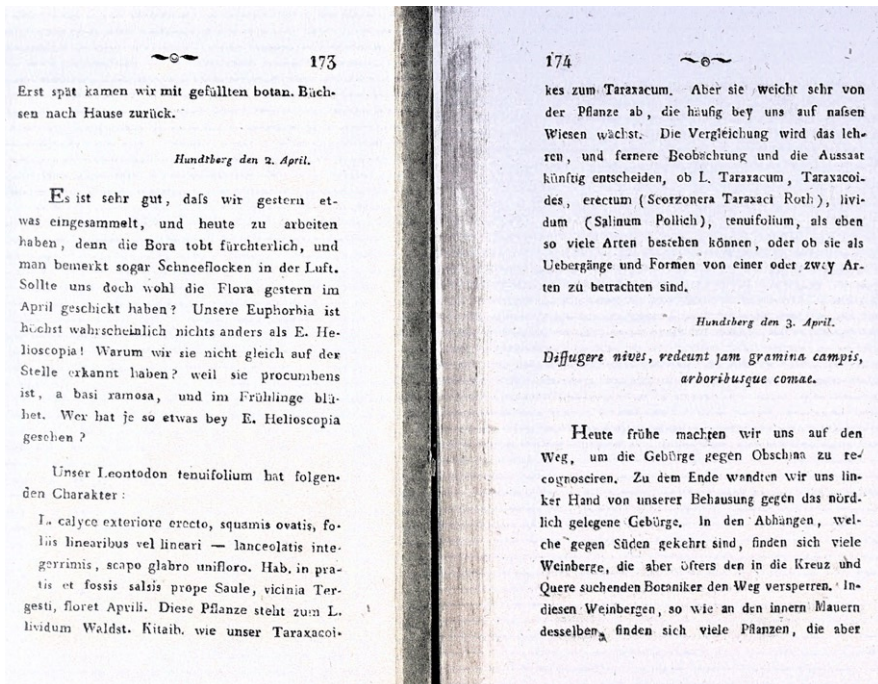 173
Erst spät kamen wir mit gefüllten botan. Büch-
sen nach Hause zurück.
Hundsberg den 2. April.
Es ist sehr gut, dafs wir gestern et-
was eingesammelt, und heute zu arbeiten
haben, denn die Bora tobt fürchterlich, und
man bemerkt sogar Schneeflocken in der Luft.
Sollte uns doch wohl die Flora gestern im
April geschickt haben? Unsere Euphorbia ist
höchst wahrscheinlich nichts anders als E. He-
lioscopia! Warum wir sie nicht gleich auf der
Stelle erkannt haben? weil sie procumbens
ist, a basi ramosa, und im Frühlinge blü-
het. Wer hat je so etwas bey E. Helioscopia
gesehen?
Unser Leontodon tenuifolium hat folgen-
den Charakter:
L. calyce exteriore erecto, squamis ovatis, fo-
liis linearibus vel lineari — lanceolatis inte-
gerrimis, scapo glabro unifloro. Hab. in pra-
tis et fossis salsis prope Saule, vicinia Ter-
gesti, floret Aprili. Diese Pflanze steht zum L.
lividum Waldst. Kitaib. wie unser Taraxacoi-
174
kes zum Taraxacum. Aber sie weicht sehr von
der Pflanze ab, die häufig bey uns auf nafsen
Wiesen wächst. Die Vergleichung wird das leh-
ren, und fernere Beobachtung und die Aussaat
künftig entscheiden, ob L. Taraxacum, Taraxacoi-
des, erectum (Scorzonera Taraxaci Roth), livi-
dum (Salinum Pollich), tenuifolium, als eben
so viele Arten bestehen können, oder ob sie als
Uebergänge und Formen von einer oder zwey Ar-
ten zu betrachten sind.
Hundsberg den 3. April.
Diffugere nives, redeunt jam gramina campis,
arboribusque comae.
Heute frühe machten wir uns auf den
Weg, um die Gebürge gegen Obschina zu re-
cognosciren. Zu dem Ende wandten wir uns lin-
ker Hand von unserer Behausung gegen das nörd-
lich gelegene Gebürge. In den Abhängen, wel-
che gegen Süden gekehrt sind, finden sich viele
Weinberge, die aber öfters den in die Kreuz und
Quere suchenden Botaniker den Weg versperren. In
diesen Weinbergen, so wie an den innern Mauern
desselben, finden sich viele Pflanzen, die aber